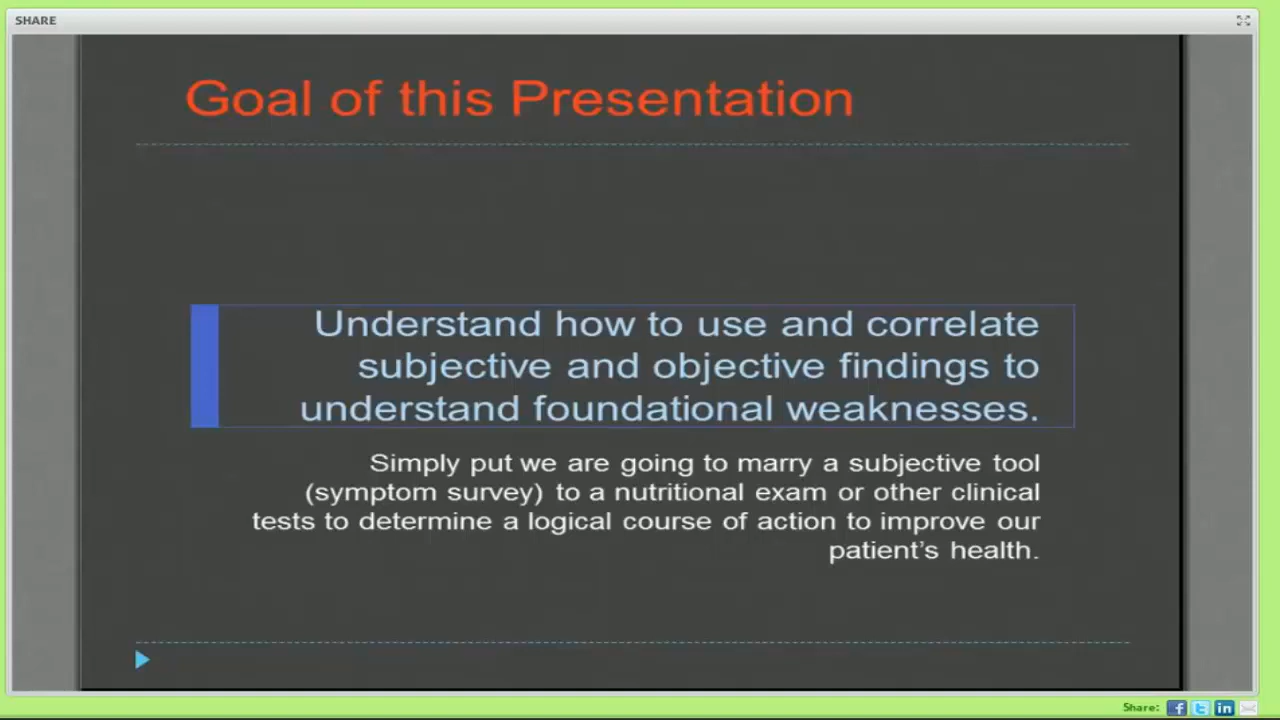 SHARE
Goal of this Presentation
Understand how to use and correlate
subjective and objective findings to
understand foundational weaknesses.
Simply put we are going to marry a subjective tool
(symptom survey) to a nutritional exam or other clinical
tests to determine a logical course of action to improve our
patient’s health.
Share: